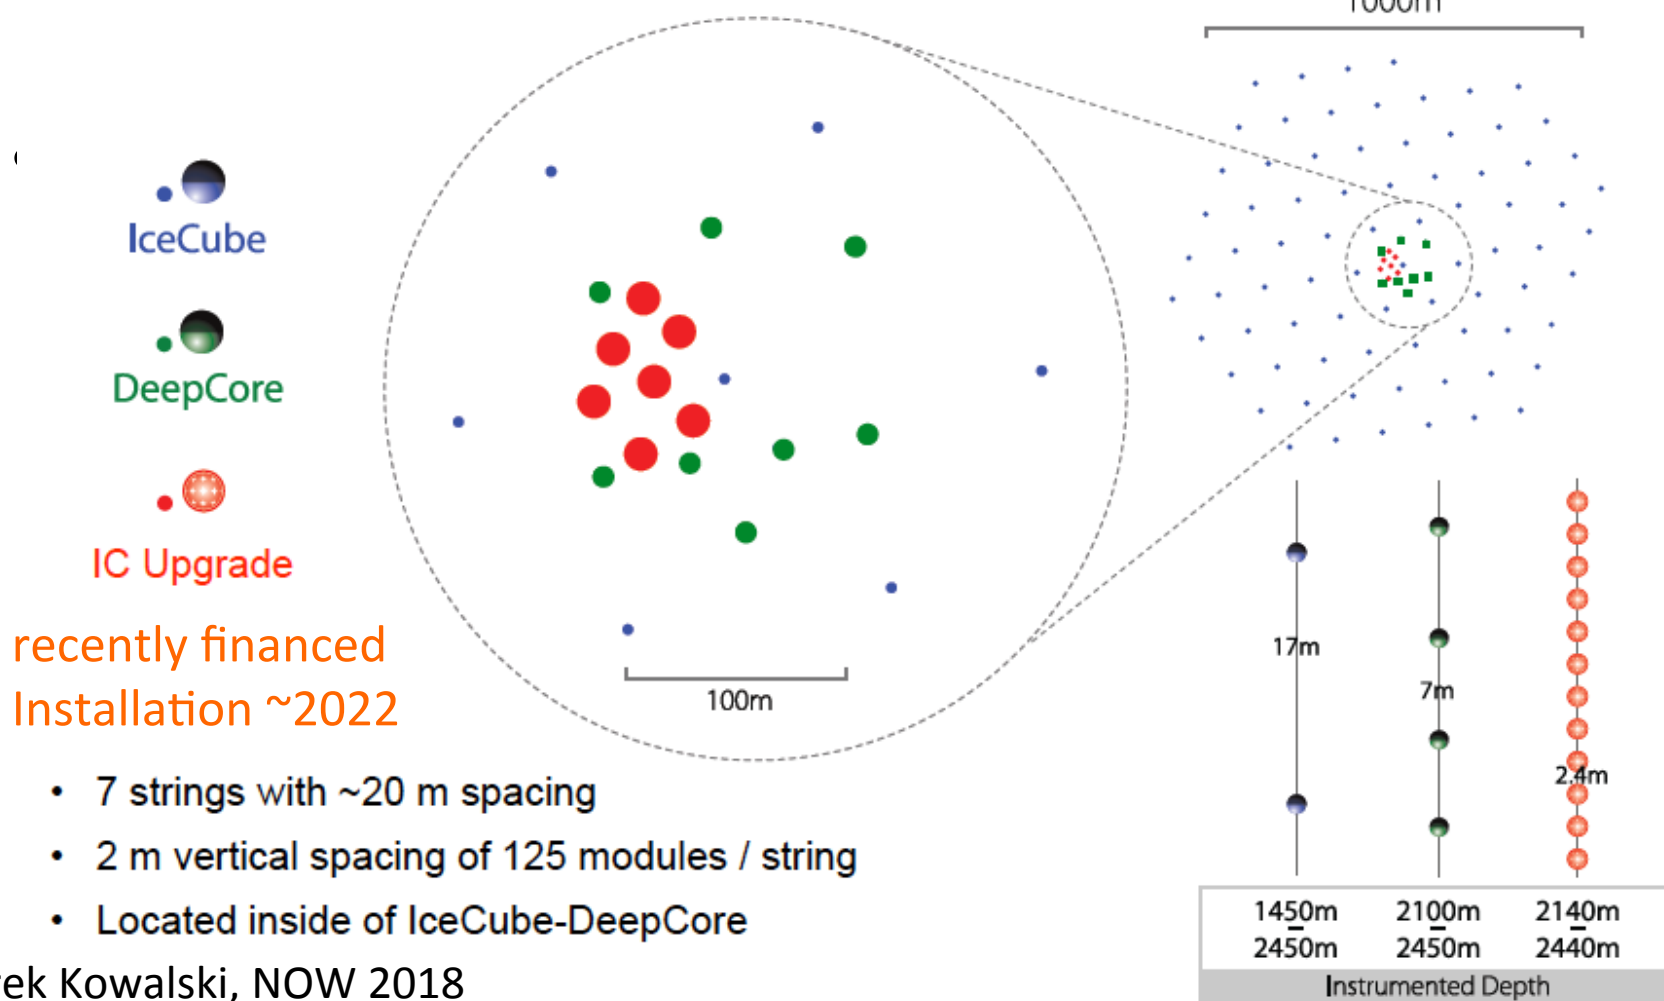 1000m
IceCube
DeepCore
IC Upgrade
recently financed
Installation ~2022
100m
17m
7m
2.4m
• 7 strings with ~20 m spacing
• 2 m vertical spacing of 125 modules / string
• Located inside of IceCube-DeepCore
1450m 2100m 2140m
2450m 2450m 2440m
Instrumented Depth
rek Kowalski, NOW 2018